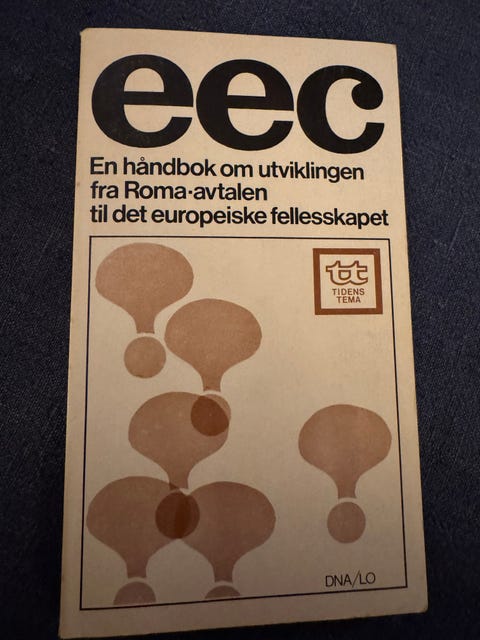 eec
En håndbok om utviklingen
fra Roma-avtalen
til det europeiske fellesskapet
tt
TIDENS
TEMA
DNA/LO